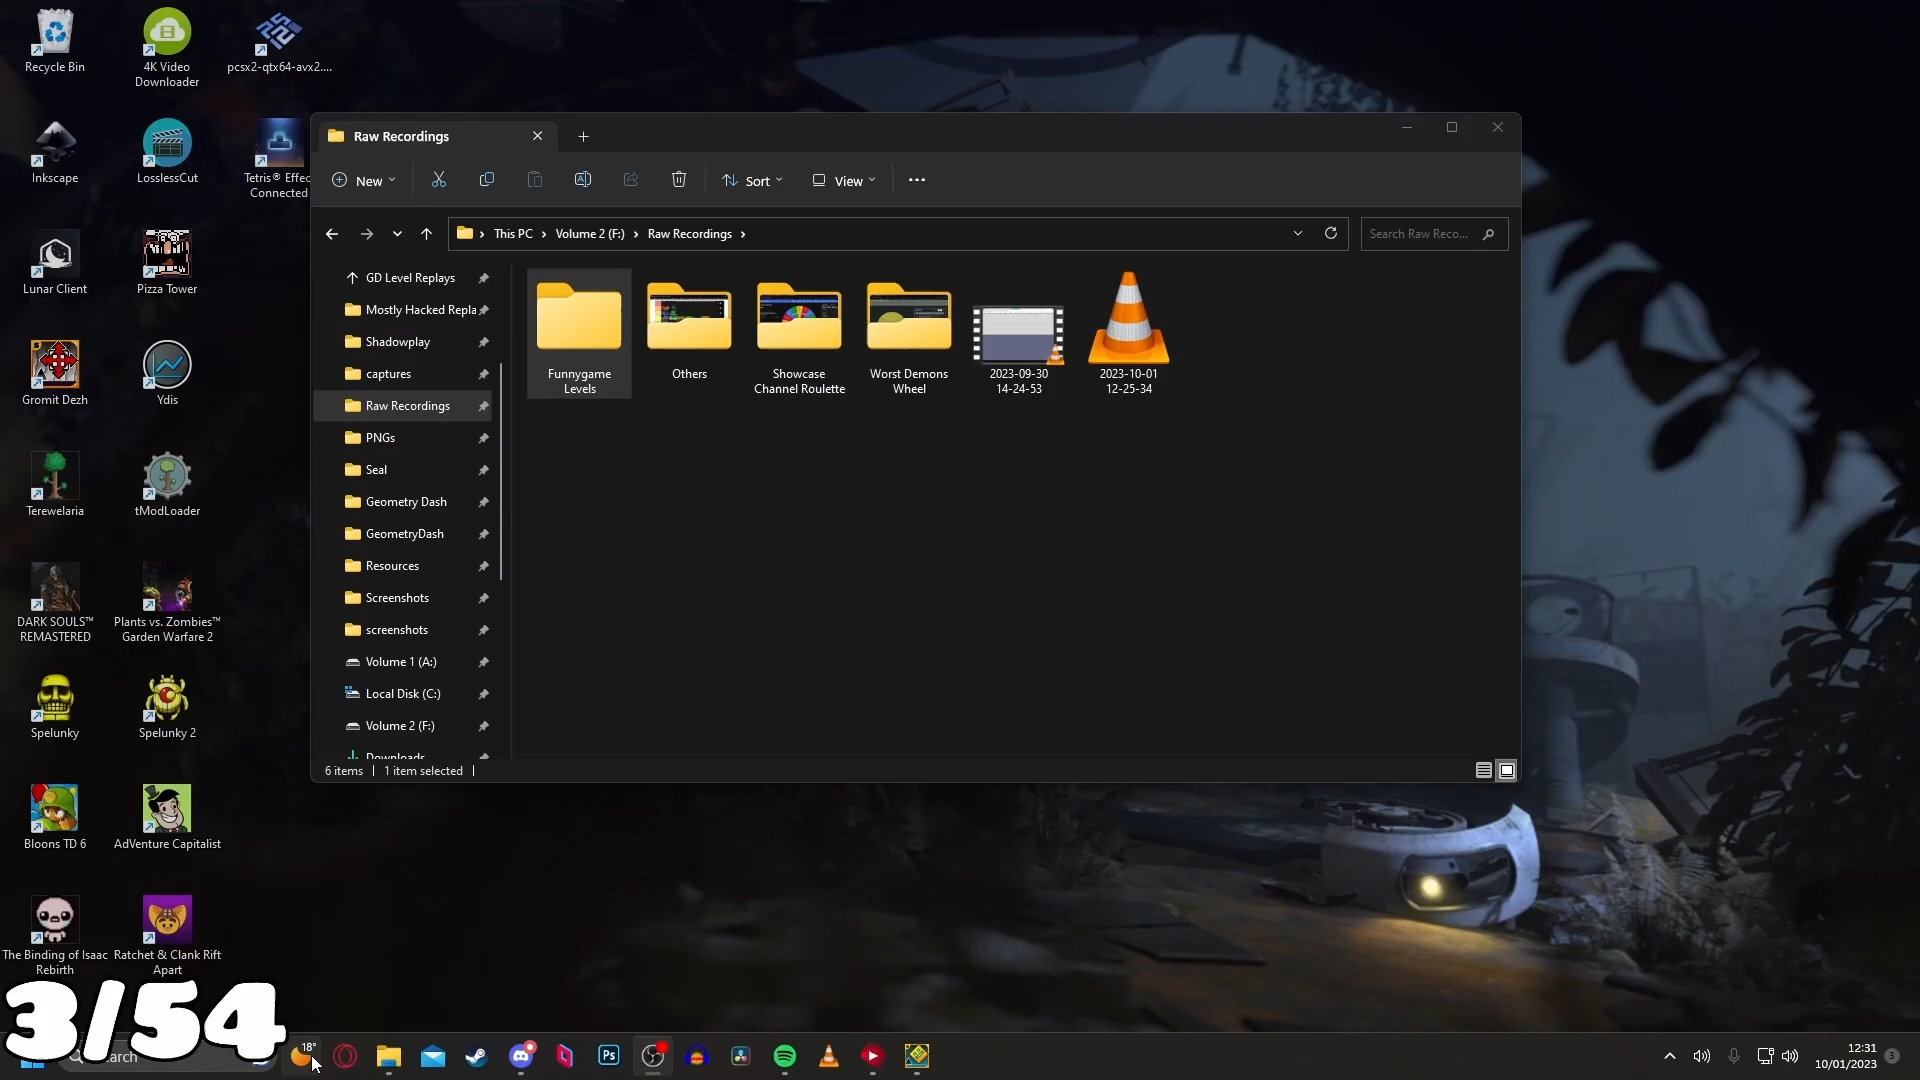 Recycle Bin
4K Video
Downloader
pcsx2-qtx64-avx2....
Inkscape
LosslessCut
Tetris® Effec
Connected
Lunar Client
Pizza Tower
Gromit Dezh
Ydis
Terewelaria
tModLoader
DARK SOULS™
REMASTERED
Plants vs. Zombies™
Garden Warfare 2
Spelunky
Spelunky 2
Bloons TD 6
AdVenture Capitalist
The Binding of Isaac
Rebirth
Ratchet & Clank Rift
Apart
Raw Recordings
New
Sort
View
This PC
Volume 2 (F:)
Raw Recordings
Search Raw Reco...
GD Level Replays
Mostly Hacked Repla
Shadowplay
captures
Raw Recordings
PNGs
Seal
Geometry Dash
GeometryDash
Resources
Screenshots
screenshots
Volume 1 (A:)
Local Disk (C:)
Volume 2 (F:)
Downloads
Funnygame
Levels
Others
Showcase
Channel Roulette
Worst Demons
Wheel
2023-09-30
14-24-53
2023-10-01
12-25-34
6 items
1 item selected
3/54
earch
18°
Ps
12:31
10/01/2023
3